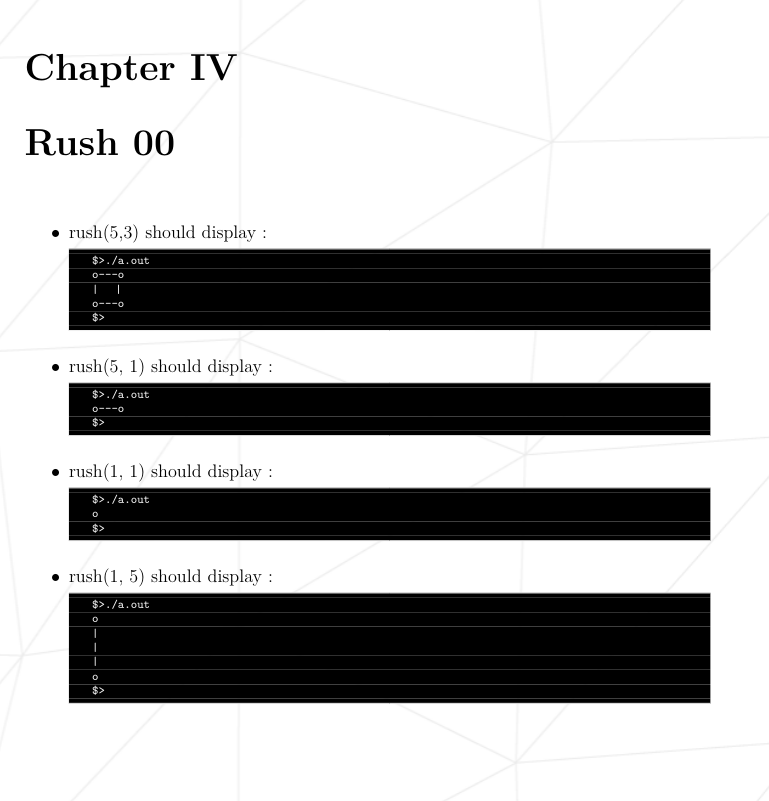 Chapter IV
Rush 00
• rush(5,3) should display :
$>./a.out
o---o
|   |
o---o
$>
• rush(5, 1) should display :
$>./a.out
o---o
$>
• rush(1, 1) should display :
$>./a.out
o
$>
• rush(1, 5) should display :
$>./a.out
o
|
|
|
o
$>